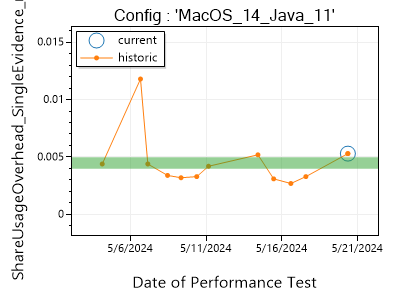 Config : 'MacOS_14_Java_11'
ShareUsageOverhead_SingleEvidence_
current
historic
0.015
0.01
0.005
0
5/6/2024
5/11/2024
5/16/2024
5/21/2024
Date of Performance Test